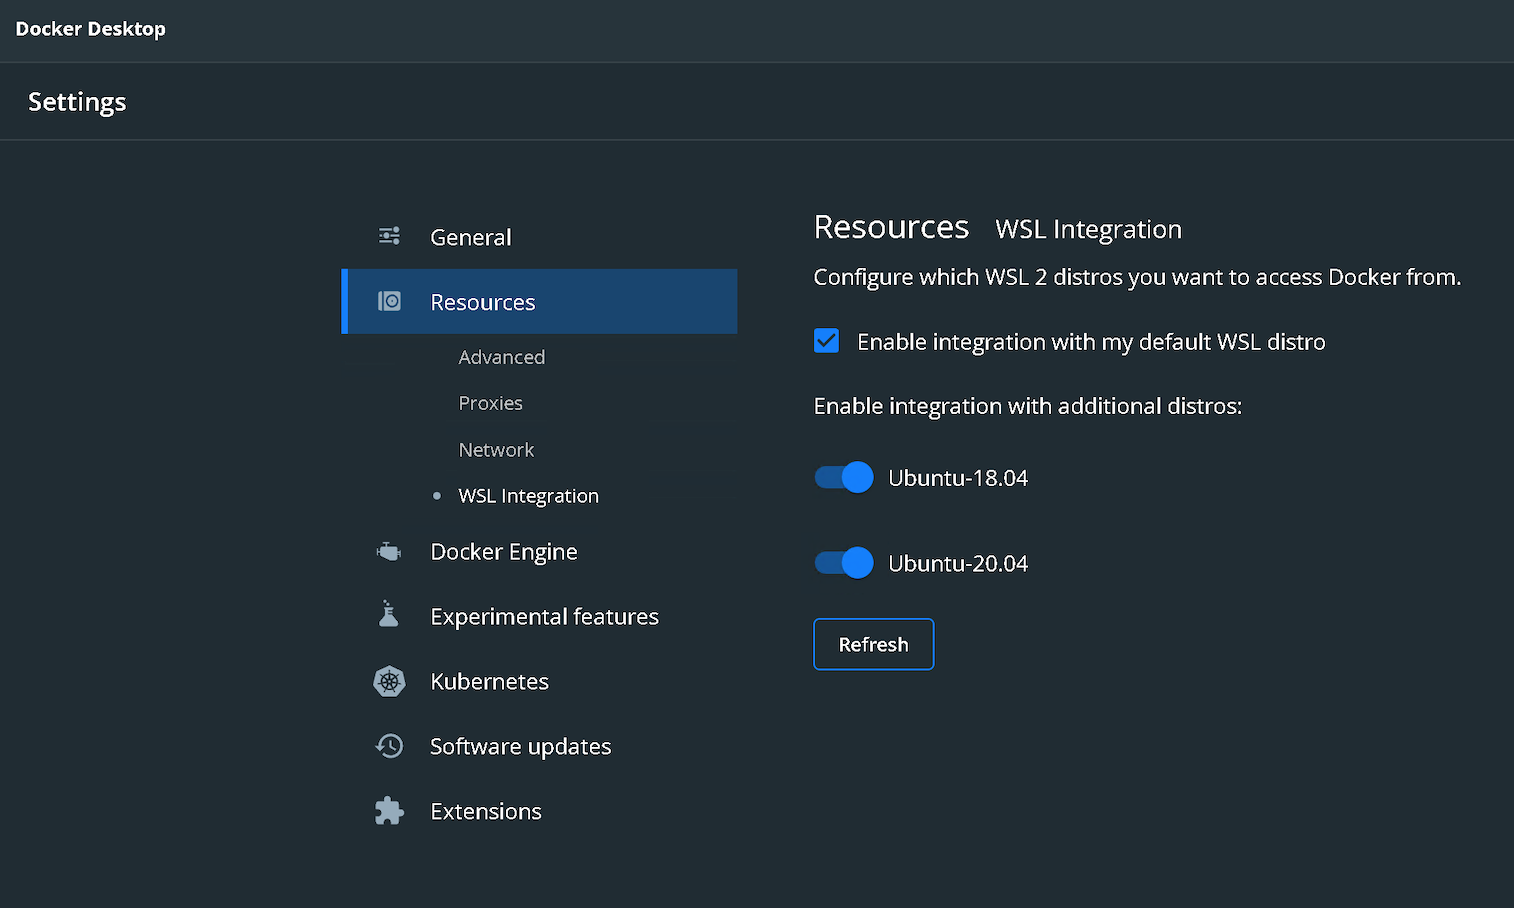 Docker Desktop
Settings
General
Resources
Advanced
Proxies
Network
WSL Integration
Docker Engine
Experimental features
Kubernetes
Software updates
Extensions
Resources WSL Integration
Configure which WSL 2 distros you want to access Docker from.
Enable integration with my default WSL distro
Enable integration with additional distros:
Ubuntu-18.04
Ubuntu-20.04
Refresh